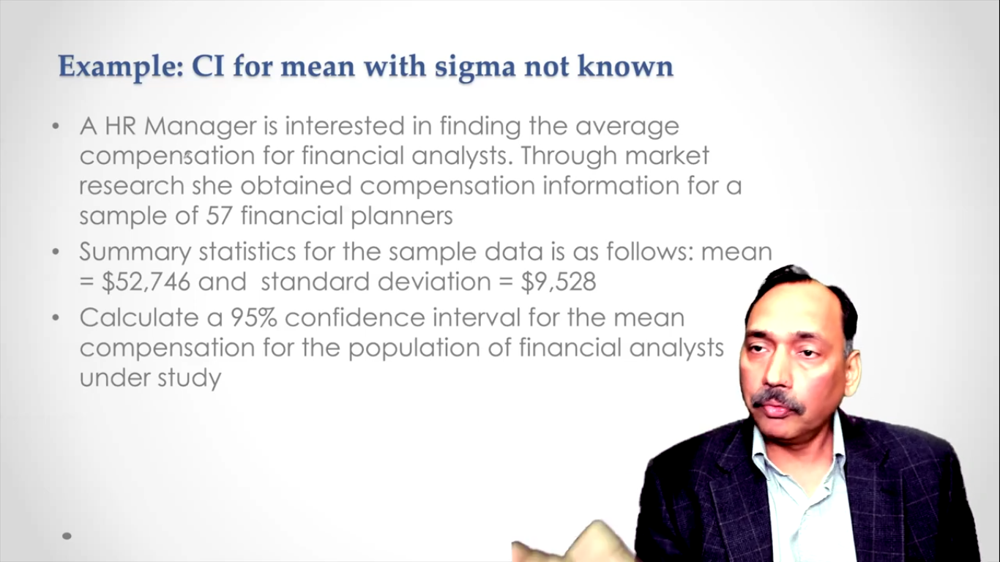 Example: CI for mean with sigma not known
• A HR Manager is interested in finding the average
compensation for financial analysts. Through market
research she obtained compensation information for a
sample of 57 financial planners
• Summary statistics for the sample data is as follows: mean
= $52,746 and  standard deviation = $9,528
• Calculate a 95% confidence interval for the mean
compensation for the population of financial analysts
under study